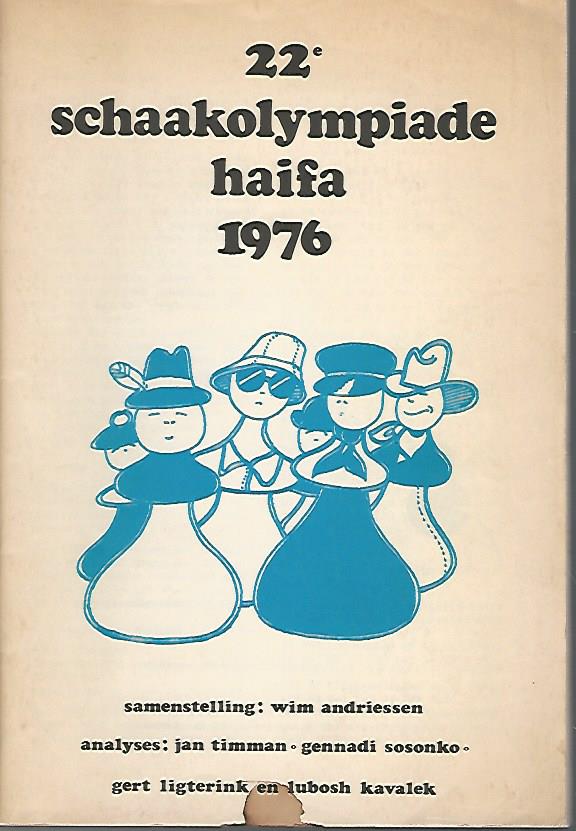 22e
schaakolympiade
haifa
1976
samenstelling: wim andriessen
analyses: jan timman ∘ gennadi sosonko ∘
gert ligterink en lubosh kavalek